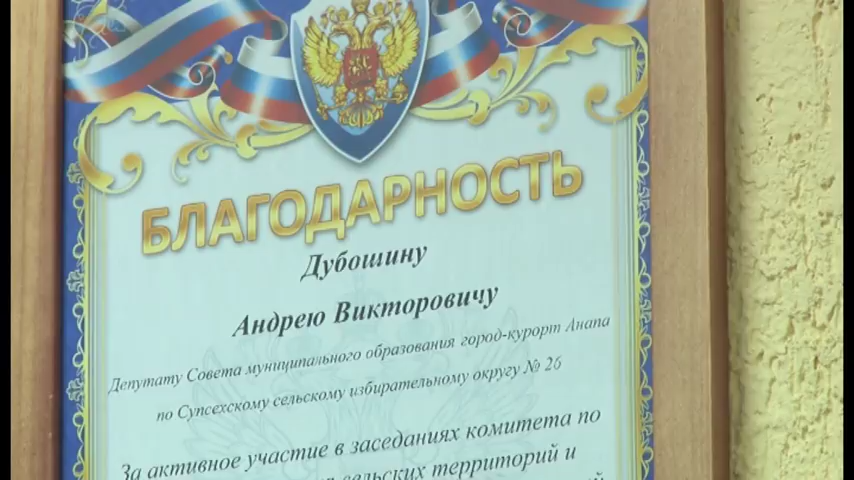 БЛАГОДАРНОСТЬ
Дубошину
Андрею Викторовичу
Депутату Совета муниципального образования город-курорт Анапа
по Супсехскому сельскому избирательному округу № 26
За активное участие в заседаниях комитета по
сельских территорий и